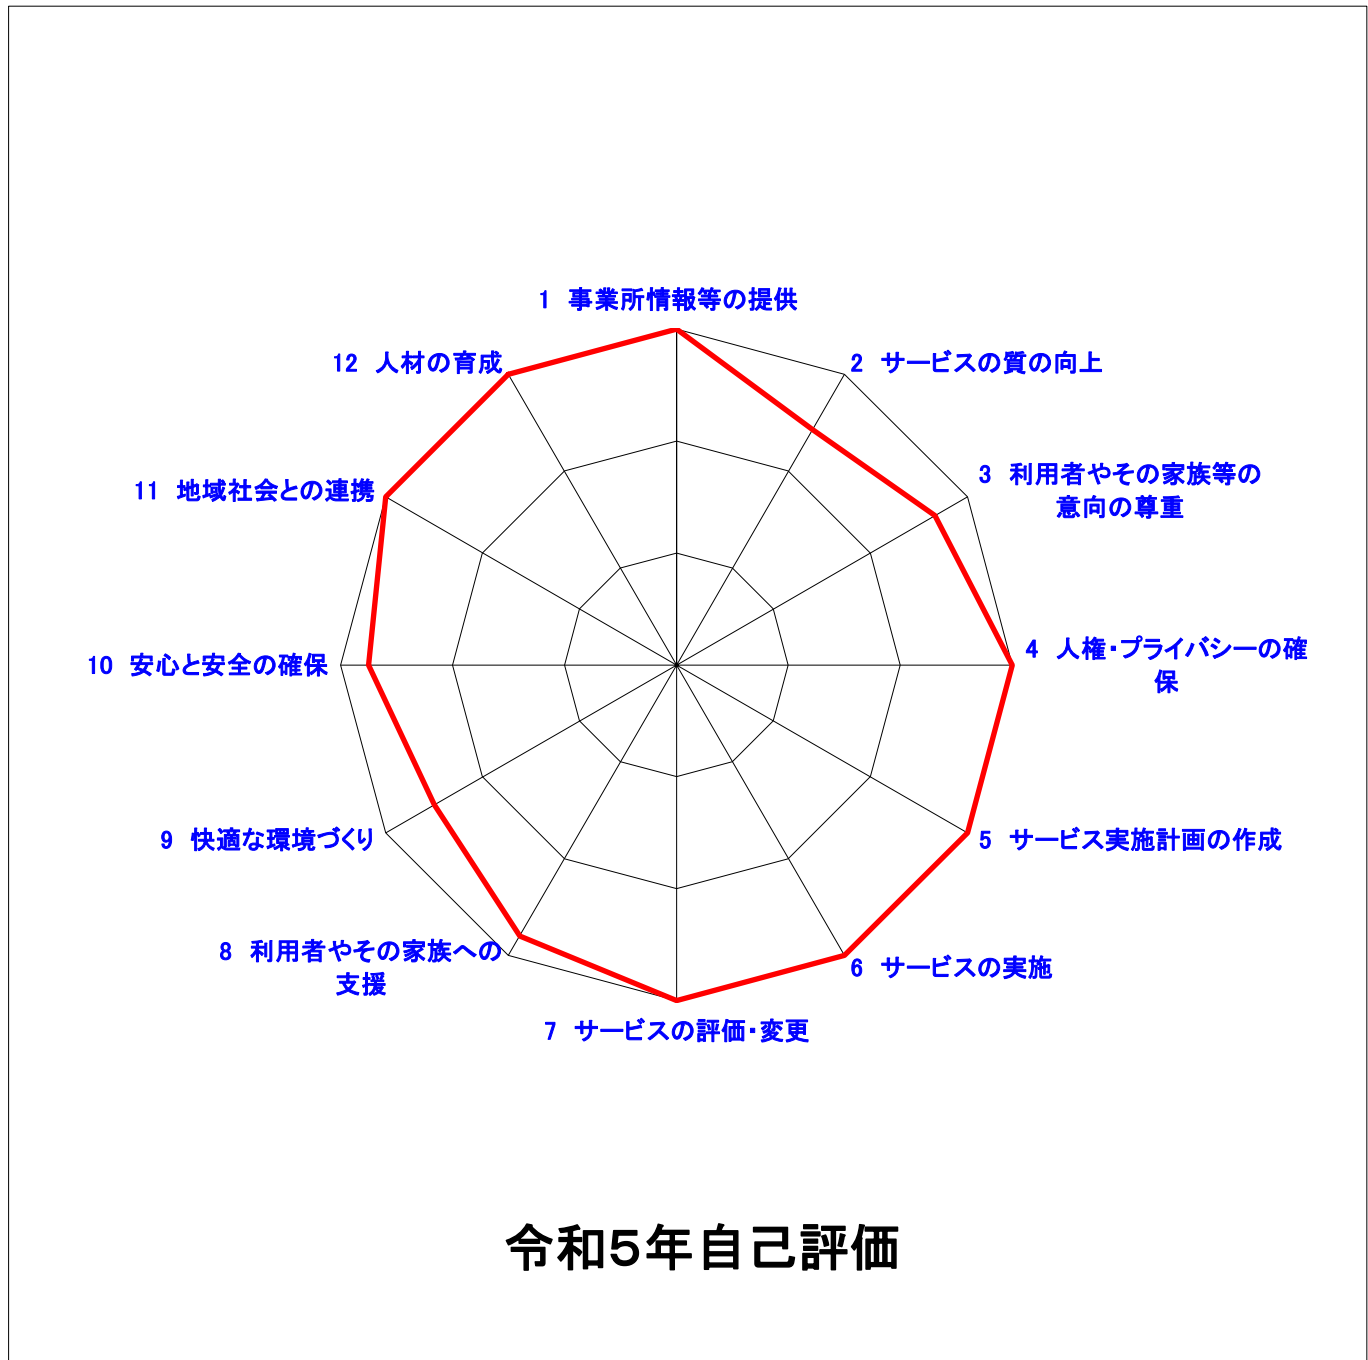 1 事業所情報等の提供
2 サービスの質の向上
3 利用者やその家族等の
意向の尊重
4 人権・プライバシーの確
保
5 サービス実施計画の作成
6 サービスの実施
7 サービスの評価・変更
8 利用者やその家族への
支援
9 快適な環境づくり
10 安心と安全の確保
11 地域社会との連携
12 人材の育成
令和5年自己評価